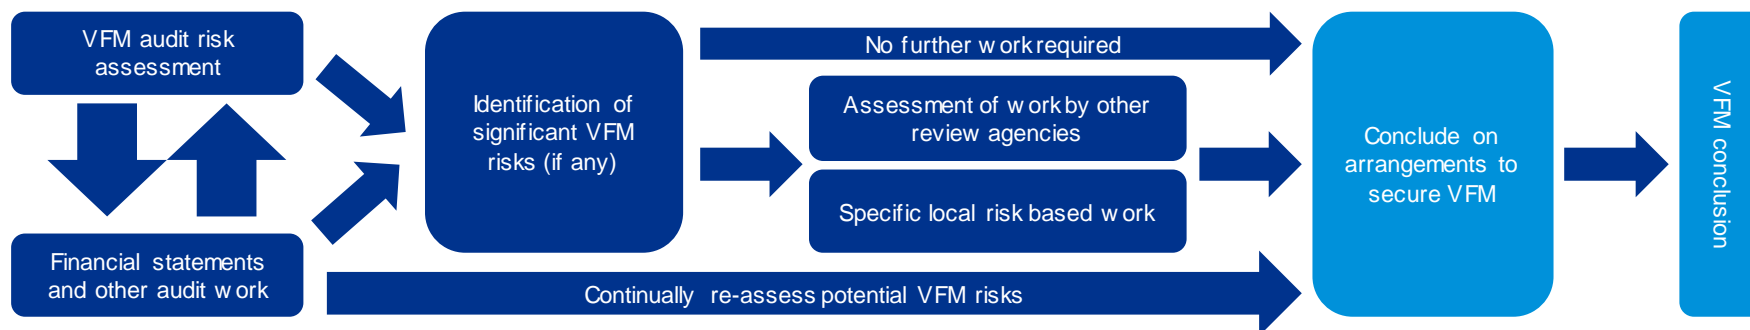 VFM audit risk
assessment
Financial statements
and other audit work
Identification of
significant VFM
risks (if any)
No further work required
Assessment of work by other
review agencies
Specific local risk based work
Continually re-assess potential VFM risks
Conclude on
arrangements to
secure VFM
VFM conclusion